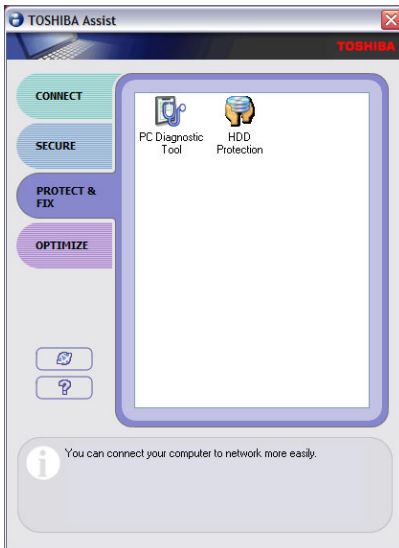 TOSHIBA Assist
TOSHIBA
CONNECT
SECURE
PROTECT &
FIX
OPTIMIZE
PC Diagnostic
Tool
HDD
Protection
?
i
You can connect your computer to network more easily.